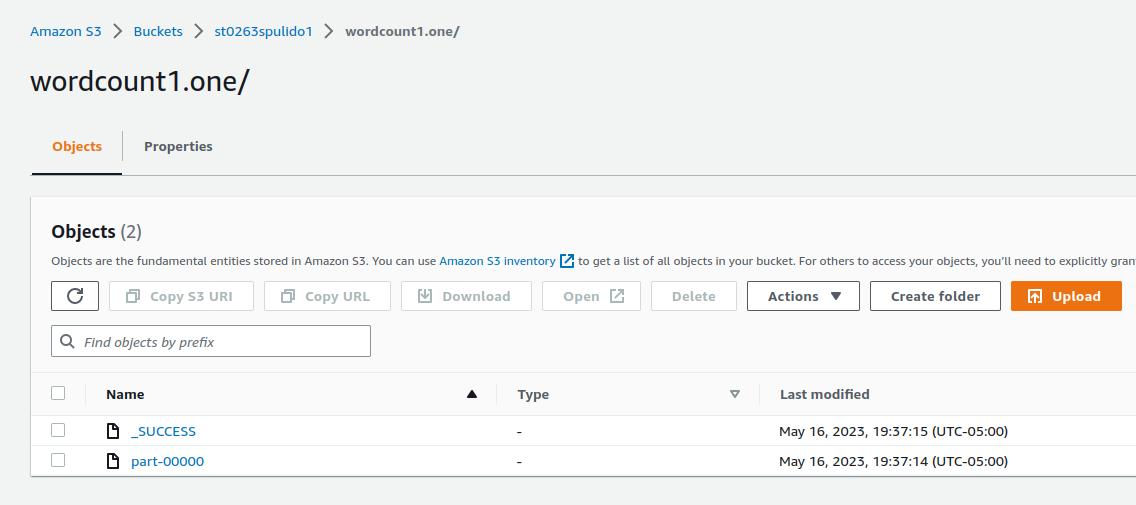 Amazon S3 > Buckets > st0263spulido1 > wordcount1.one/
wordcount1.one/
Objects Properties
Objects (2)
Objects are the fundamental entities stored in Amazon S3. You can use Amazon S3 inventory to get a list of all objects in your bucket. For others to access your objects, you'll need to explicitly gran
Copy S3 URI Copy URL Download Open Delete Actions Create folder Upload
Find objects by prefix
Name Type Last modified
_SUCCESS - May 16, 2023, 19:37:15 (UTC-05:00)
part-00000 - May 16, 2023, 19:37:14 (UTC-05:00)